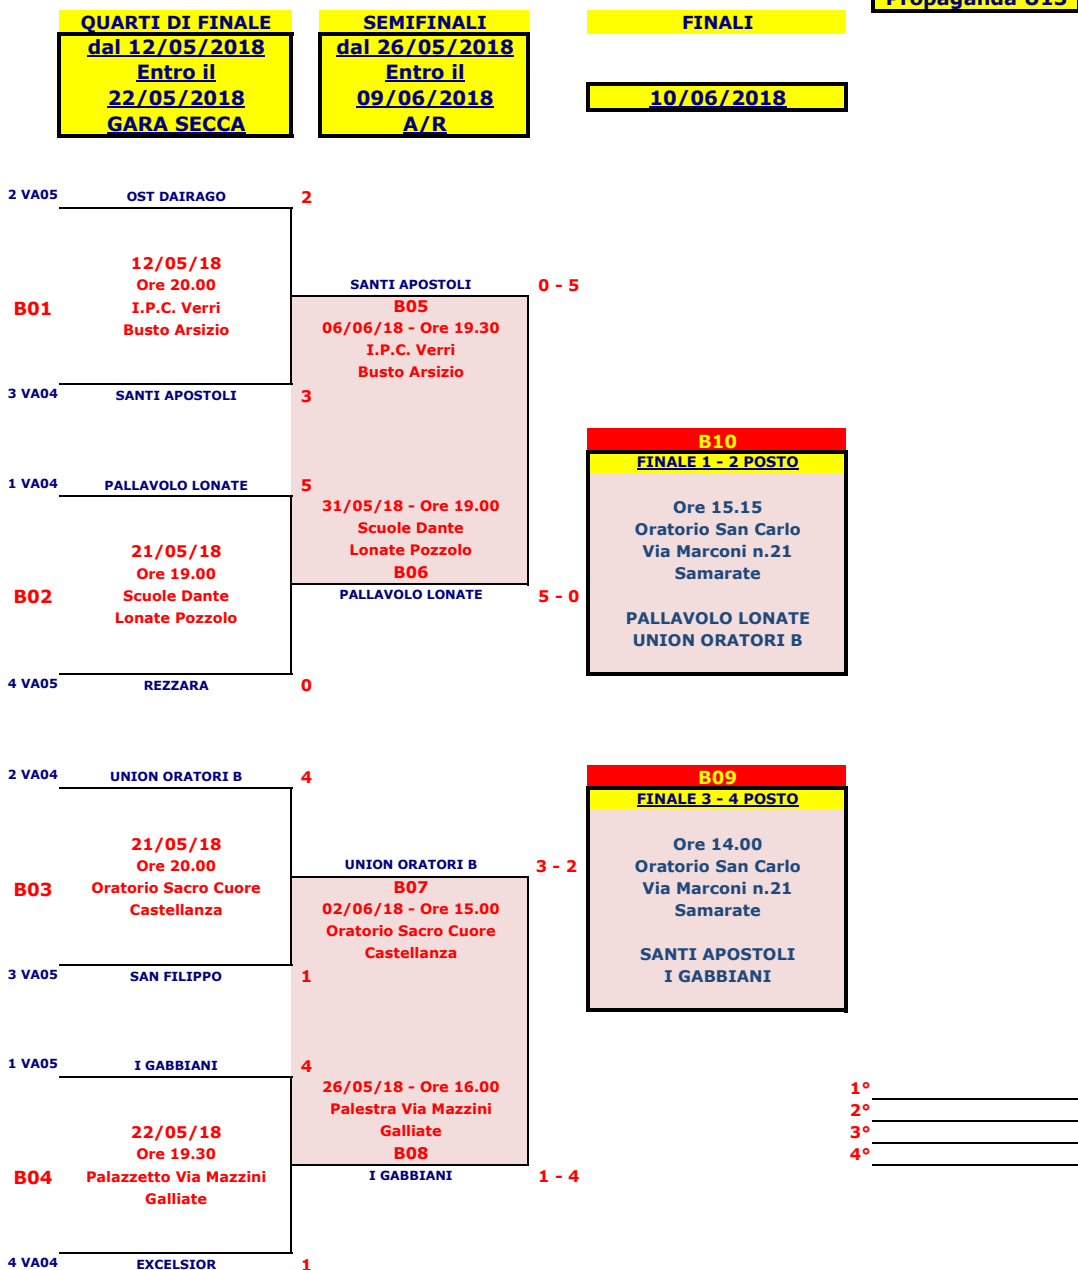 Propaganda U13
QUARTI DI FINALE
dal 12/05/2018
Entro il
22/05/2018
GARA SECCA
SEMIFINALI
dal 26/05/2018
Entro il
09/06/2018
A/R
FINALI
10/06/2018
2 VA05
OST DAIRAGO
2
B01
12/05/18
Ore 20.00
I.P.C. Verri
Busto Arsizio
3 VA04
SANTI APOSTOLI
3
1 VA04
PALLAVOLO LONATE
5
B02
21/05/18
Ore 19.00
Scuole Dante
Lonate Pozzolo
4 VA05
REZZARA
0
SANTI APOSTOLI
0 - 5
B05
06/06/18 - Ore 19.30
I.P.C. Verri
Busto Arsizio
31/05/18 - Ore 19.00
Scuole Dante
Lonate Pozzolo
B06
PALLAVOLO LONATE
5 - 0
B10
FINALE 1 - 2 POSTO
Ore 15.15
Oratorio San Carlo
Via Marconi n.21
Samarate
PALLAVOLO LONATE
UNION ORATORI B
2 VA04
UNION ORATORI B
4
B03
21/05/18
Ore 20.00
Oratorio Sacro Cuore
Castellanza
3 VA05
SAN FILIPPO
1
1 VA05
I GABBIANI
4
B04
22/05/18
Ore 19.30
Palazzetto Via Mazzini
Galliate
4 VA04
EXCELSIOR
1
UNION ORATORI B
3 - 2
B07
02/06/18 - Ore 15.00
Oratorio Sacro Cuore
Castellanza
26/05/18 - Ore 16.00
Palestra Via Mazzini
Galliate
B08
I GABBIANI
1 - 4
B09
FINALE 3 - 4 POSTO
Ore 14.00
Oratorio San Carlo
Via Marconi n.21
Samarate
SANTI APOSTOLI
I GABBIANI
1°
2°
3°
4°